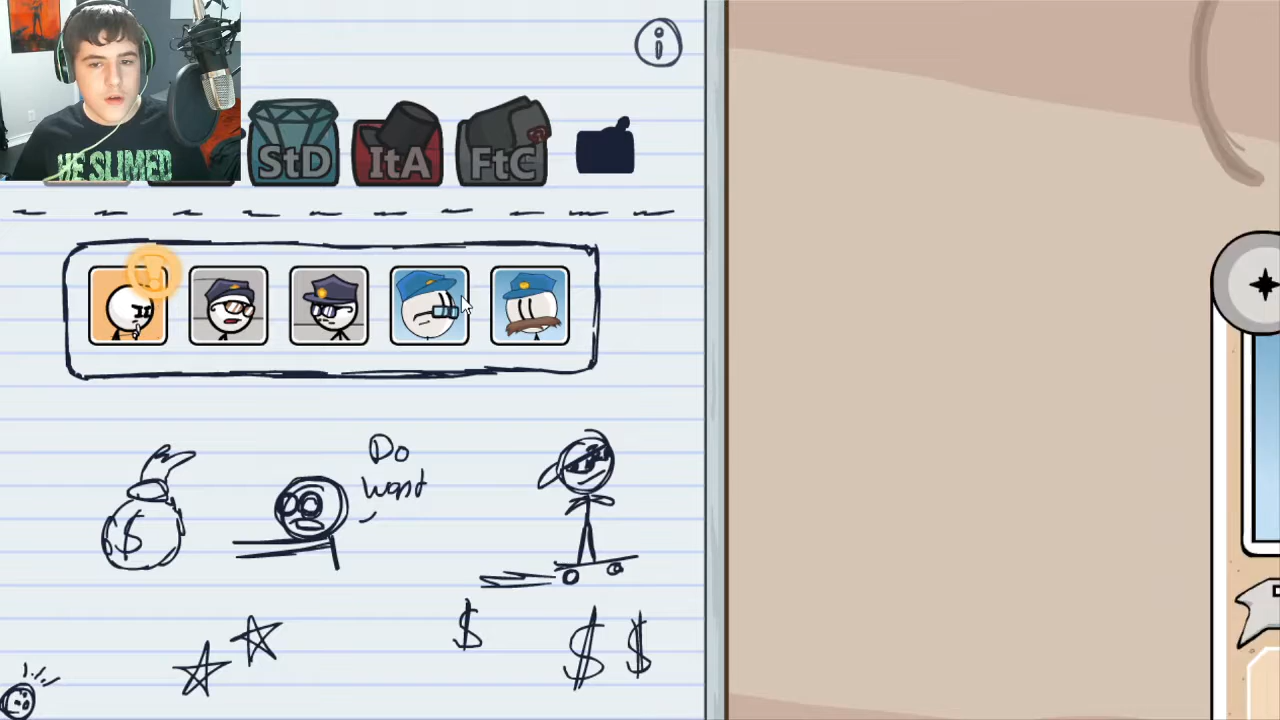 HE SLIMED
i
StD
ItA
FtC
!
Do
want
$
$
$ $